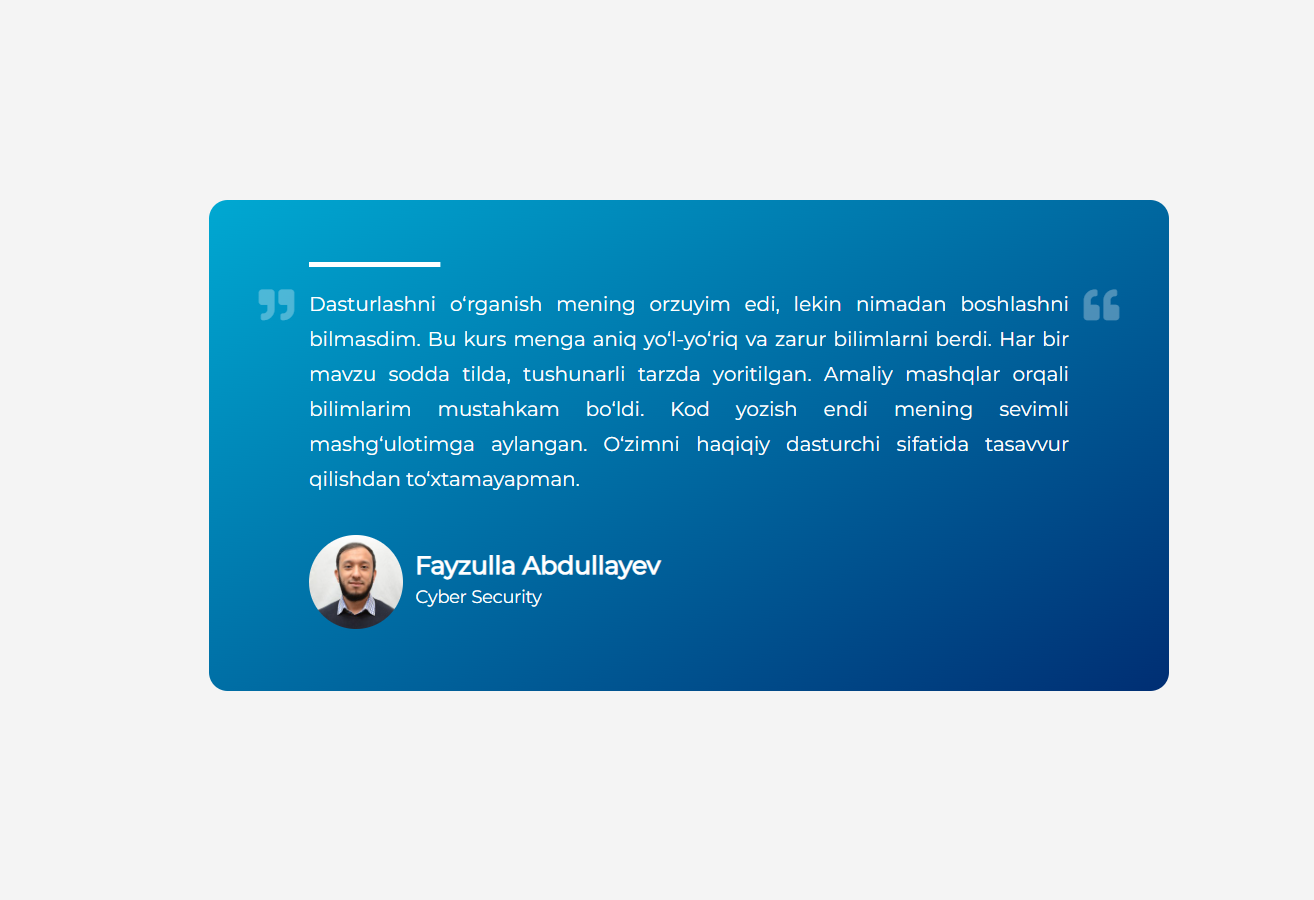 Dasturlashni o‘rganish mening orzuyim edi, lekin nimadan boshlashni
bilmasdim. Bu kurs menga aniq yo‘l-yo‘riq va zarur bilimlarni berdi. Har bir
mavzu sodda tilda, tushunarli tarzda yoritilgan. Amaliy mashqlar orqali
bilimlarim mustahkam bo‘ldi. Kod yozish endi mening sevimli
mashg‘ulotimga aylangan. O‘zimni haqiqiy dasturchi sifatida tasavvur
qilishdan to‘xtamayapman.
Fayzulla Abdullayev
Cyber Security